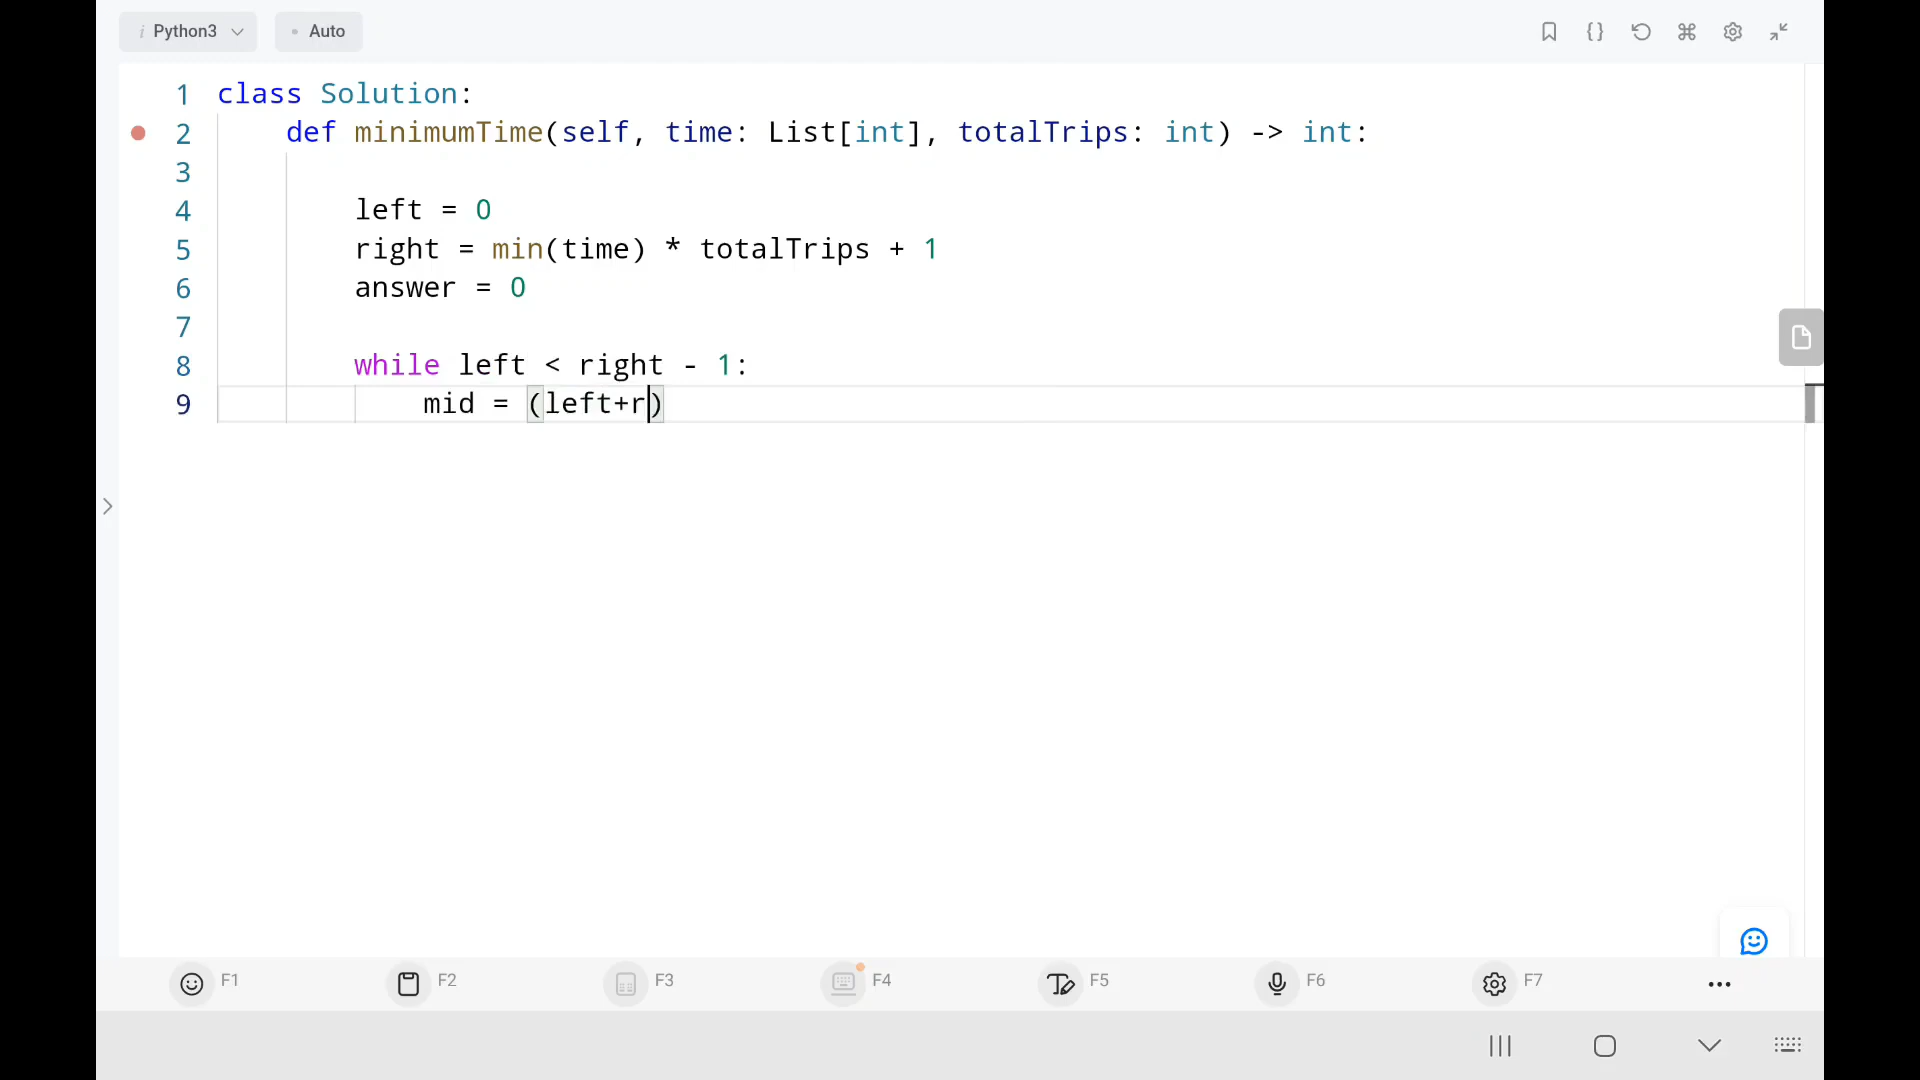 i Python3
Auto
1 class Solution:
2 def minimumTime(self, time: List[int], totalTrips: int) -> int:
3
4 left = 0
5 right = min(time) * totalTrips + 1
6 answer = 0
7
8 while left < right - 1:
9 mid = (left+r)
F1 F2 F3 F4 F5 F6 F7